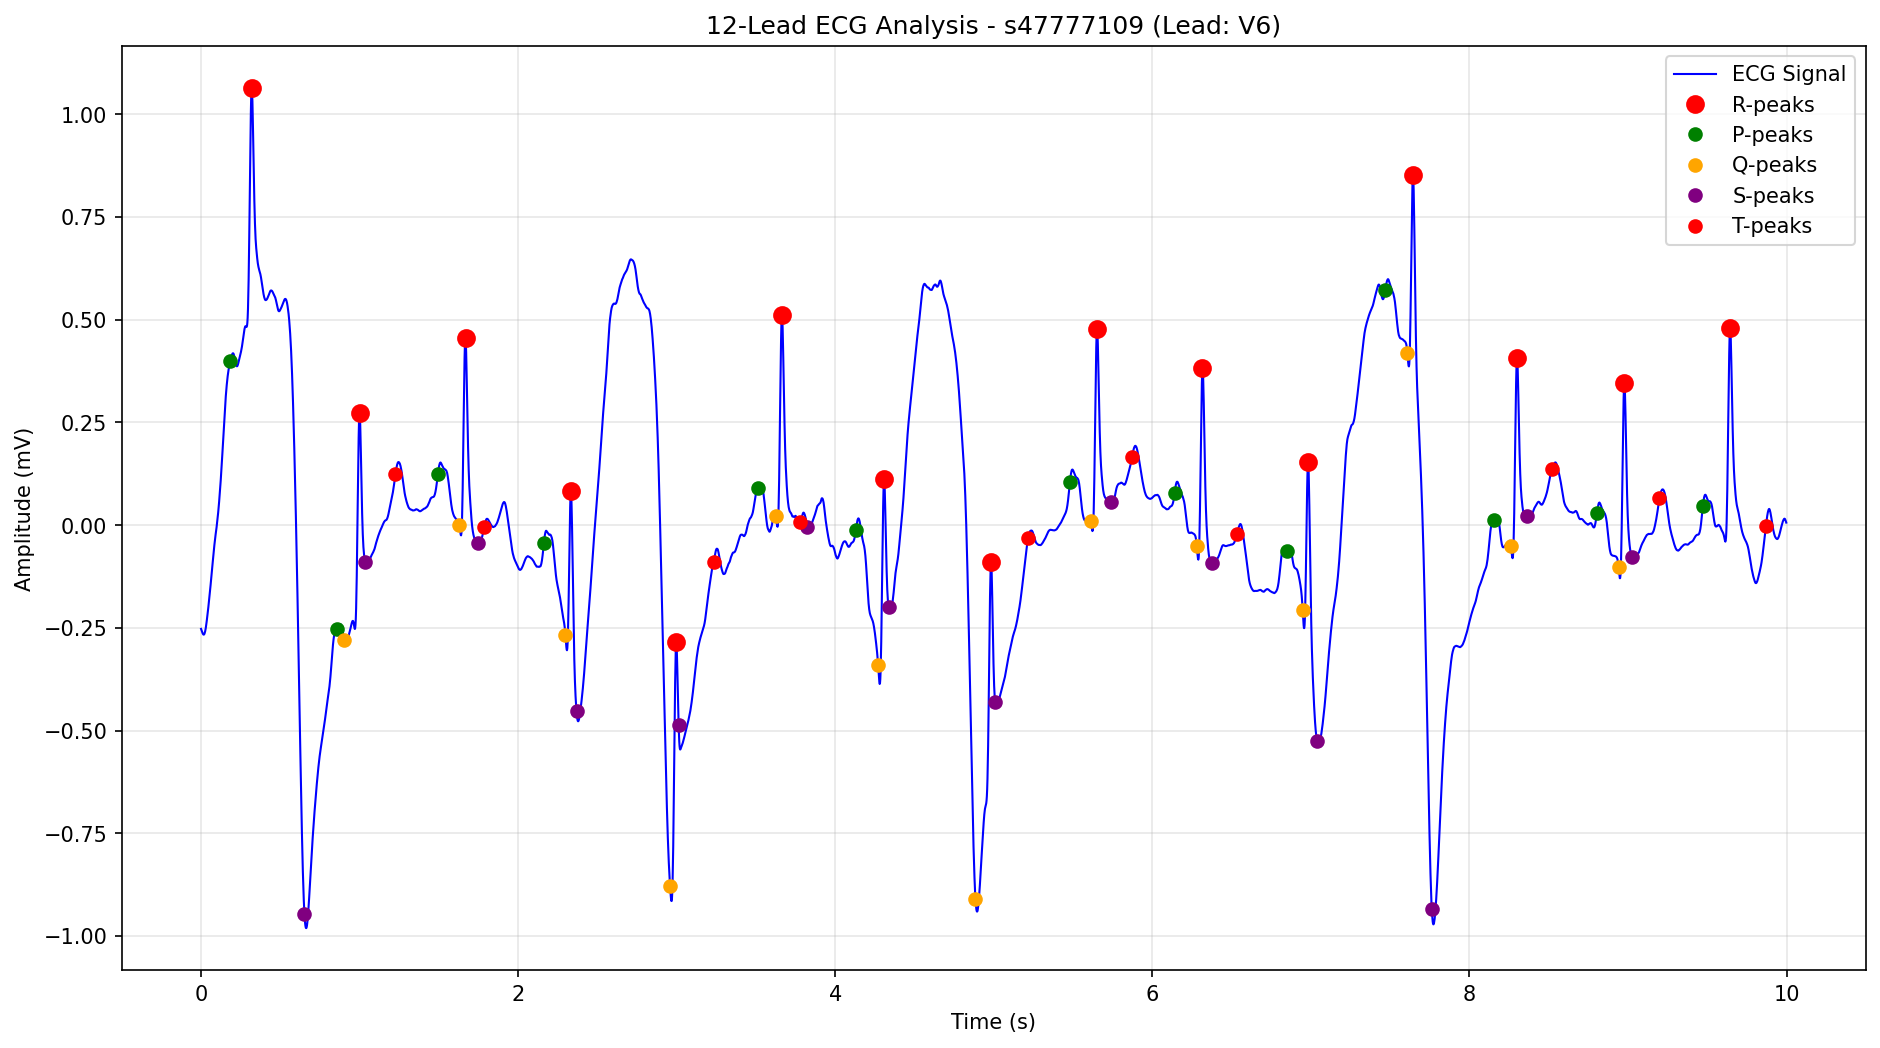 12-Lead ECG Analysis - s47777109 (Lead: V6)
ECG Signal
R-peaks
P-peaks
Q-peaks
S-peaks
T-peaks
1.00
0.75
0.50
0.25
0.00
−0.25
−0.50
−0.75
−1.00
Amplitude (mV)
0 2 4 6 8 10
Time (s)